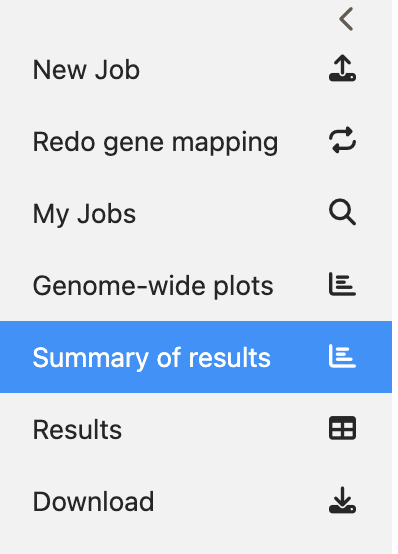 New Job
Redo gene mapping
My Jobs
Genome-wide plots
Summary of results
Results
Download